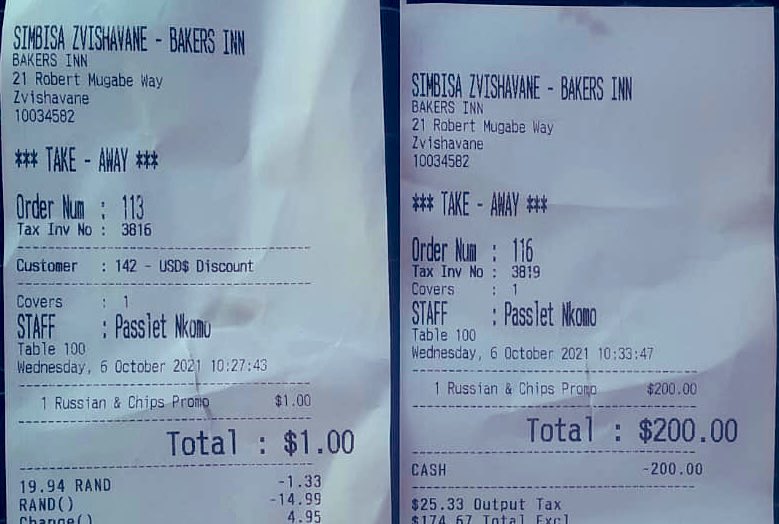 SIMBISA ZVISHAVANE - BAKERS INN
BAKERS INN
21 Robert Mugabe Way
Zvishavane
10034582
*** TAKE - AWAY ***
Order Num : 113
Tax Inv No : 3816
Customer : 142 - USD$ Discount
Covers : 1
STAFF : Passlet Nkomo
Table 100
Wednesday, 6 October 2021 10:27:43
1 Russian & Chips Promo $1.00
Total : $1.00
19.94 RAND -1.33
RAND() -14.99
Change() 4.95
SIMBISA ZVISHAVANE - BAKERS INN
BAKERS INN
21 Robert Mugabe Way
Zvishavane
10034582
*** TAKE - AWAY ***
Order Num : 116
Tax Inv No : 3819
Covers : 1
STAFF : Passlet Nkomo
Table 100
Wednesday, 6 October 2021 10:33:47
1 Russian & Chips Promo $200.00
Total : $200.00
CASH -200.00
$25.33 Output Tax
$174.67 Total Excl